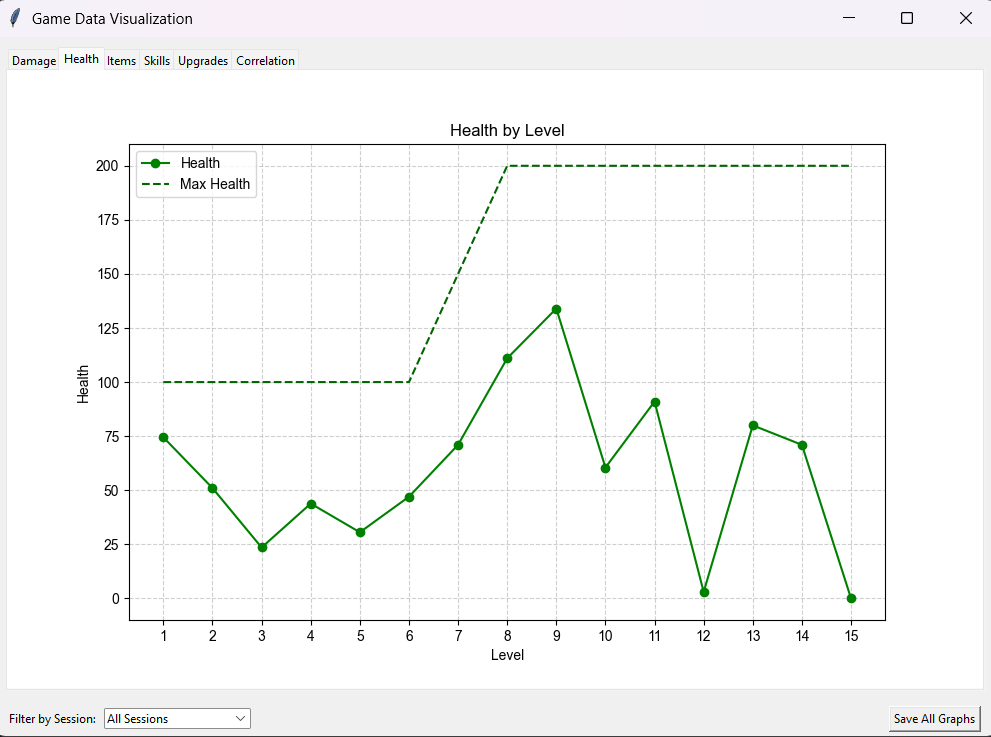 Game Data Visualization
Damage Health Items Skills Upgrades Correlation
Health by Level
Health
Max Health
200
175
150
125
100
75
50
25
0
Health
1 2 3 4 5 6 7 8 9 10 11 12 13 14 15
Level
Filter by Session: All Sessions Save All Graphs